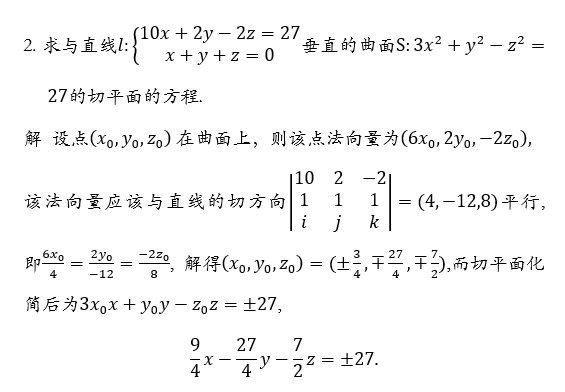 2. 求与直线l:{10x + 2y − 2z = 27, x + y + z = 0 垂直的曲面S: 3x² + y² − z² =
27的切平面的方程.
解 设点(x₀, y₀, z₀) 在曲面上，则该点法向量为(6x₀, 2y₀, −2z₀),
该法向量应该与直线的切方向|10 2 −2; 1 1 1; i j k| = (4, −12,8) 平行,
即6x₀/4 = 2y₀/−12 = −2z₀/8, 解得(x₀, y₀, z₀) = (±3/4, ∓27/4, ∓7/2),而切平面化
简后为3x₀x + y₀y − z₀z = ±27,
9/4 x − 27/4 y − 7/2 z = ±27.